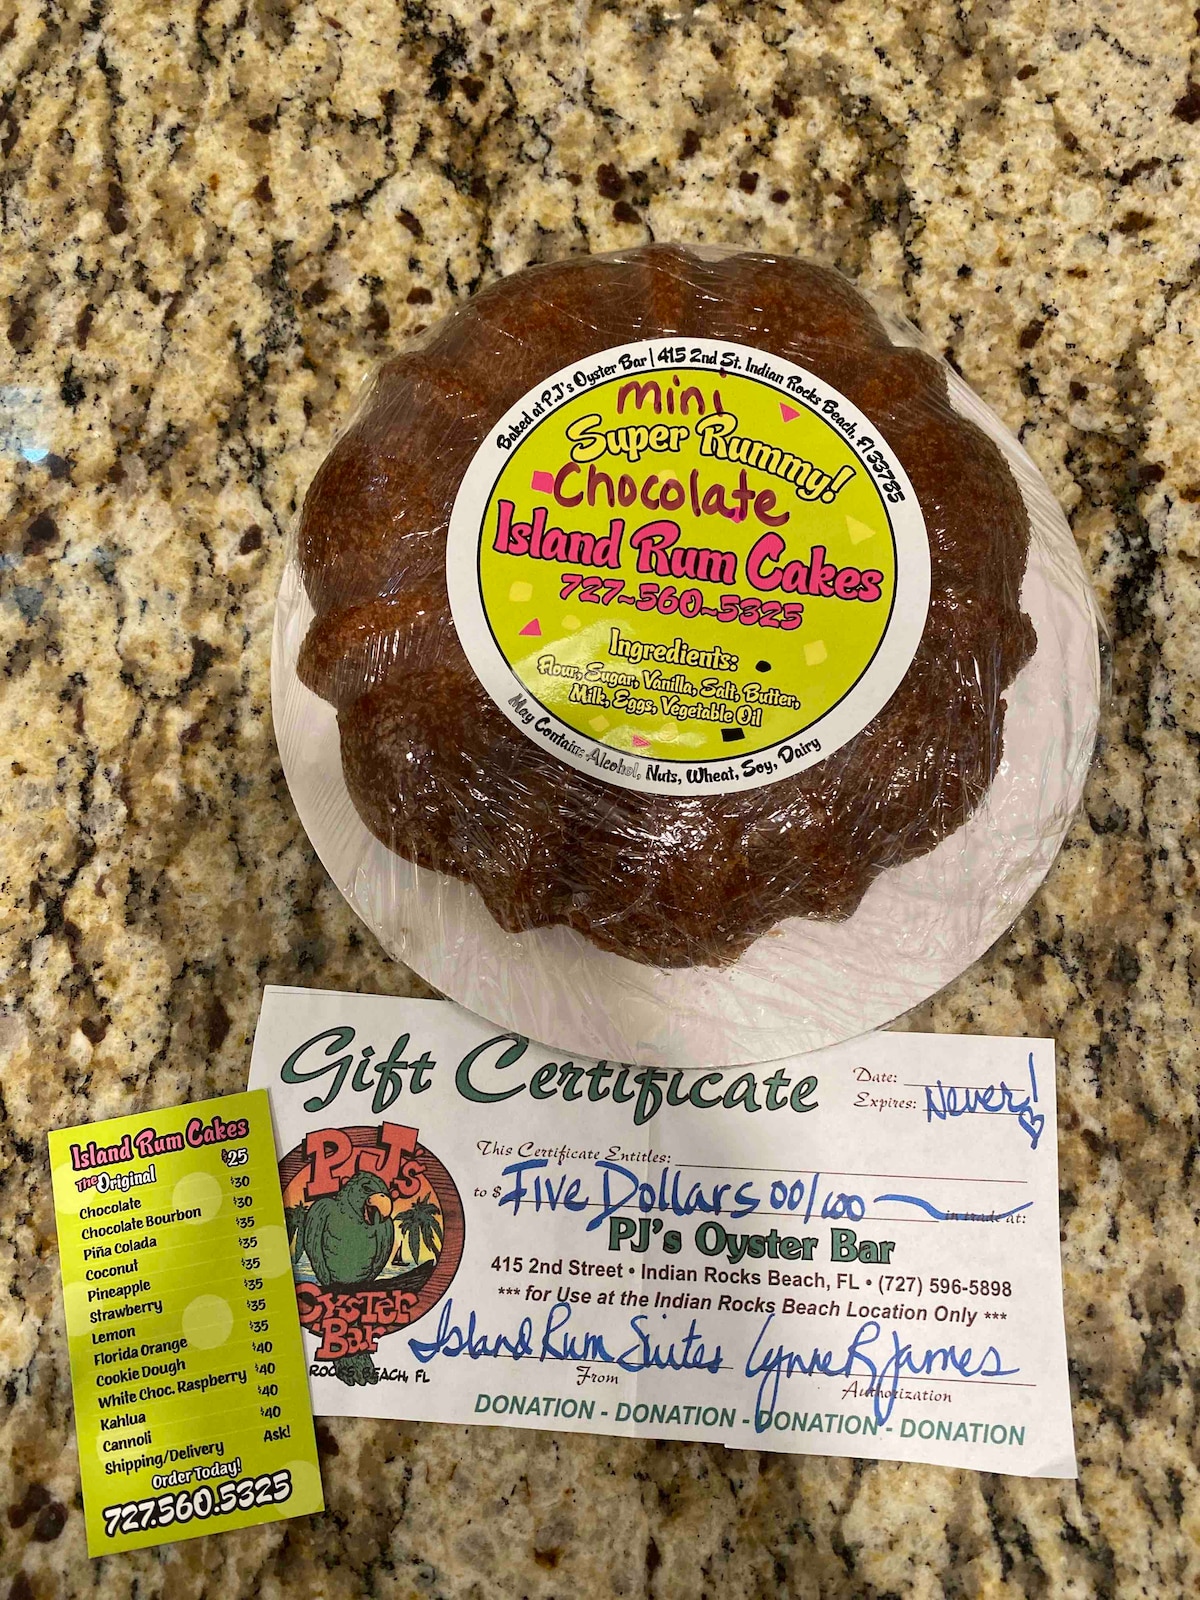 Baked at P.J's Oyster Bar | 415 2nd St. Indian Rocks Beach, Fl 33785
mini
Super Rummy!
Chocolate
Island Rum Cakes
727~560~5325
Ingredients:
Flour, Sugar, Vanilla, Salt, Butter,
Milk, Eggs, Vegetable Oil
May Contain: Alcohol, Nuts, Wheat, Soy, Dairy
Gift Certificate
Date:
Expires: Never!
This Certificate Entitles:
to $ Five Dollars 00/100 in trade at:
PJ's Oyster Bar
415 2nd Street • Indian Rocks Beach, FL • (727) 596-5898
*** for Use at the Indian Rocks Beach Location Only ***
Island Rum Suites Lynne R James
From Authorization
DONATION - DONATION - DONATION - DONATION
P.J.'s
Oyster
Bar
ROCKS BEACH, FL
Island Rum Cakes
The Original $25
Chocolate $30
Chocolate Bourbon $30
Piña Colada $35
Coconut $35
Pineapple $35
Strawberry $35
Lemon $35
Florida Orange $35
Cookie Dough $40
White Choc. Raspberry $40
Kahlua $40
Cannoli $40
Shipping/Delivery Ask!
Order Today!
727.560.5325